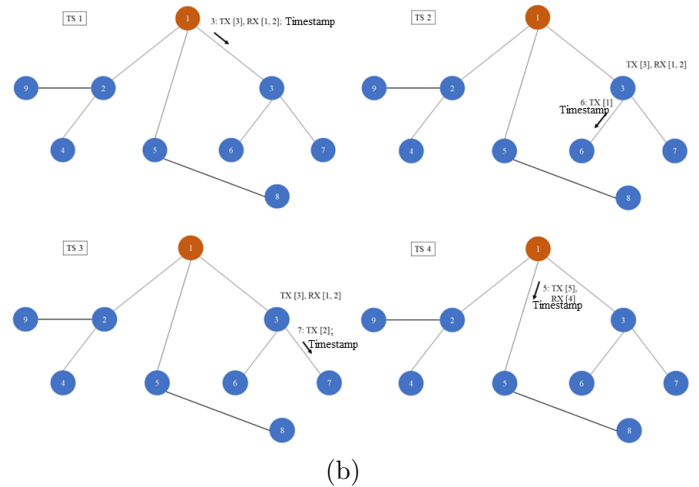 TS 1
1
3: TX [3], RX [1, 2]; Timestamp
9
2
3
4
5
6
7
8
TS 2
1
TX [3], RX [1, 2]
9
2
3
6: TX [1]
Timestamp
4
5
6
7
8
TS 3
1
TX [3], RX [1, 2]
9
2
3
7: TX [2];
Timestamp
4
5
6
7
8
TS 4
1
5: TX [5],
RX [4]
Timestamp
9
2
3
4
5
6
7
8
(b)